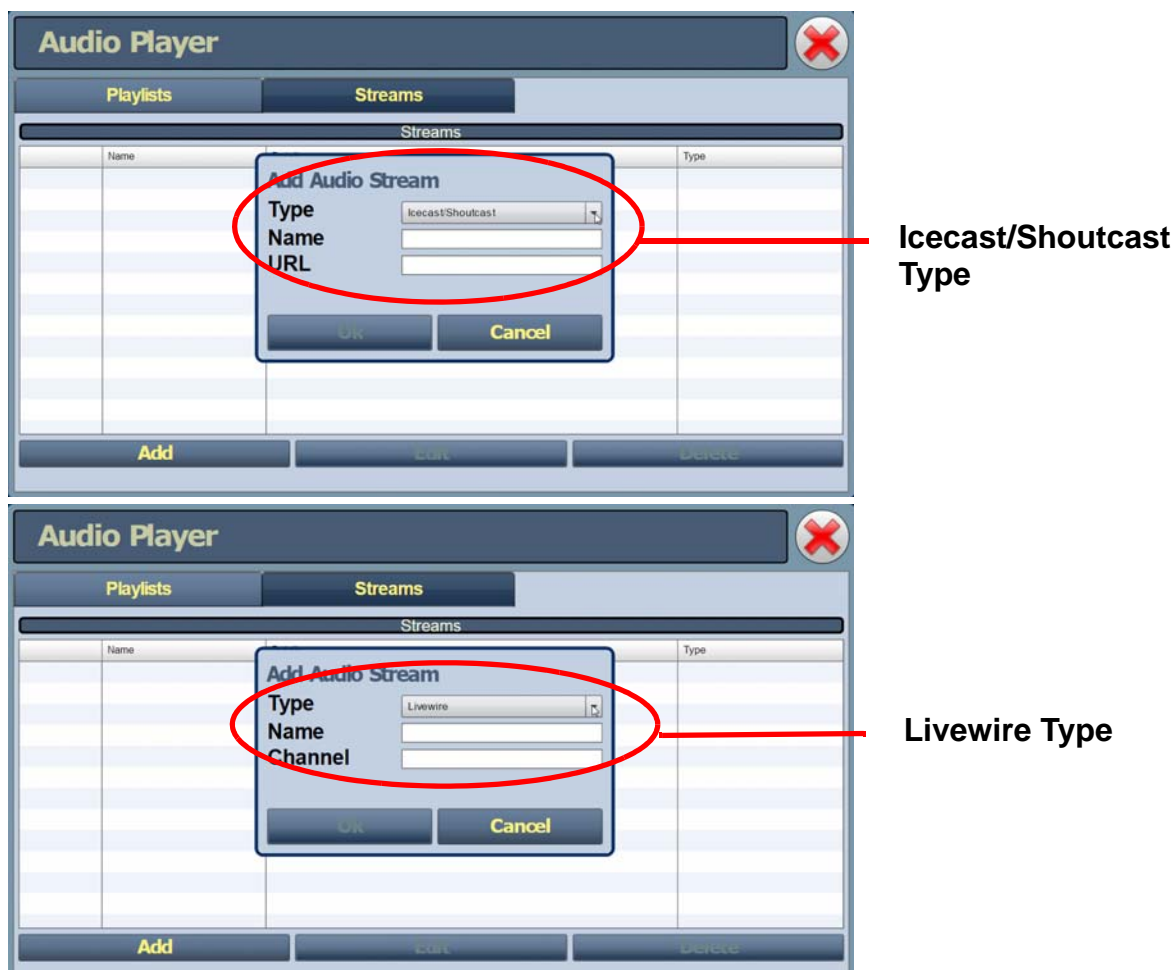 Audio Player
Playlists Streams
Streams
Name Type
Add Audio Stream
Type Icecast/Shoutcast
Name
URL
Ok Cancel
Add Edit Delete
Icecast/Shoutcast
Type
Audio Player
Playlists Streams
Streams
Name Type
Add Audio Stream
Type Livewire
Name
Channel
Ok Cancel
Add Edit Delete
Livewire Type